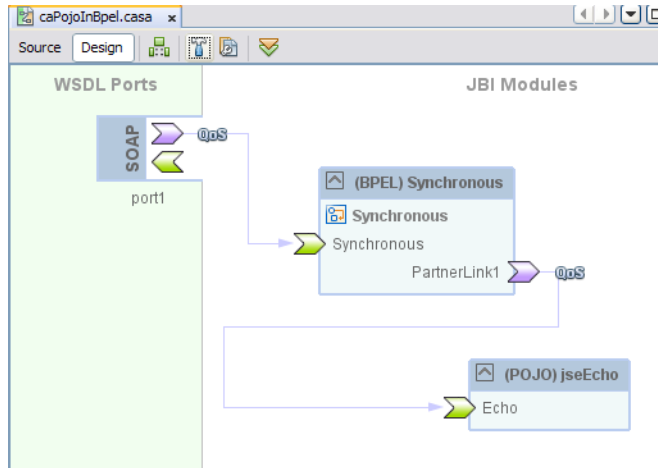 caPojoInBpel.casa x
Source Design
WSDL Ports JBI Modules
SOAP
QoS
port1
(BPEL) Synchronous
Synchronous
Synchronous
PartnerLink1
QoS
(POJO) jseEcho
Echo